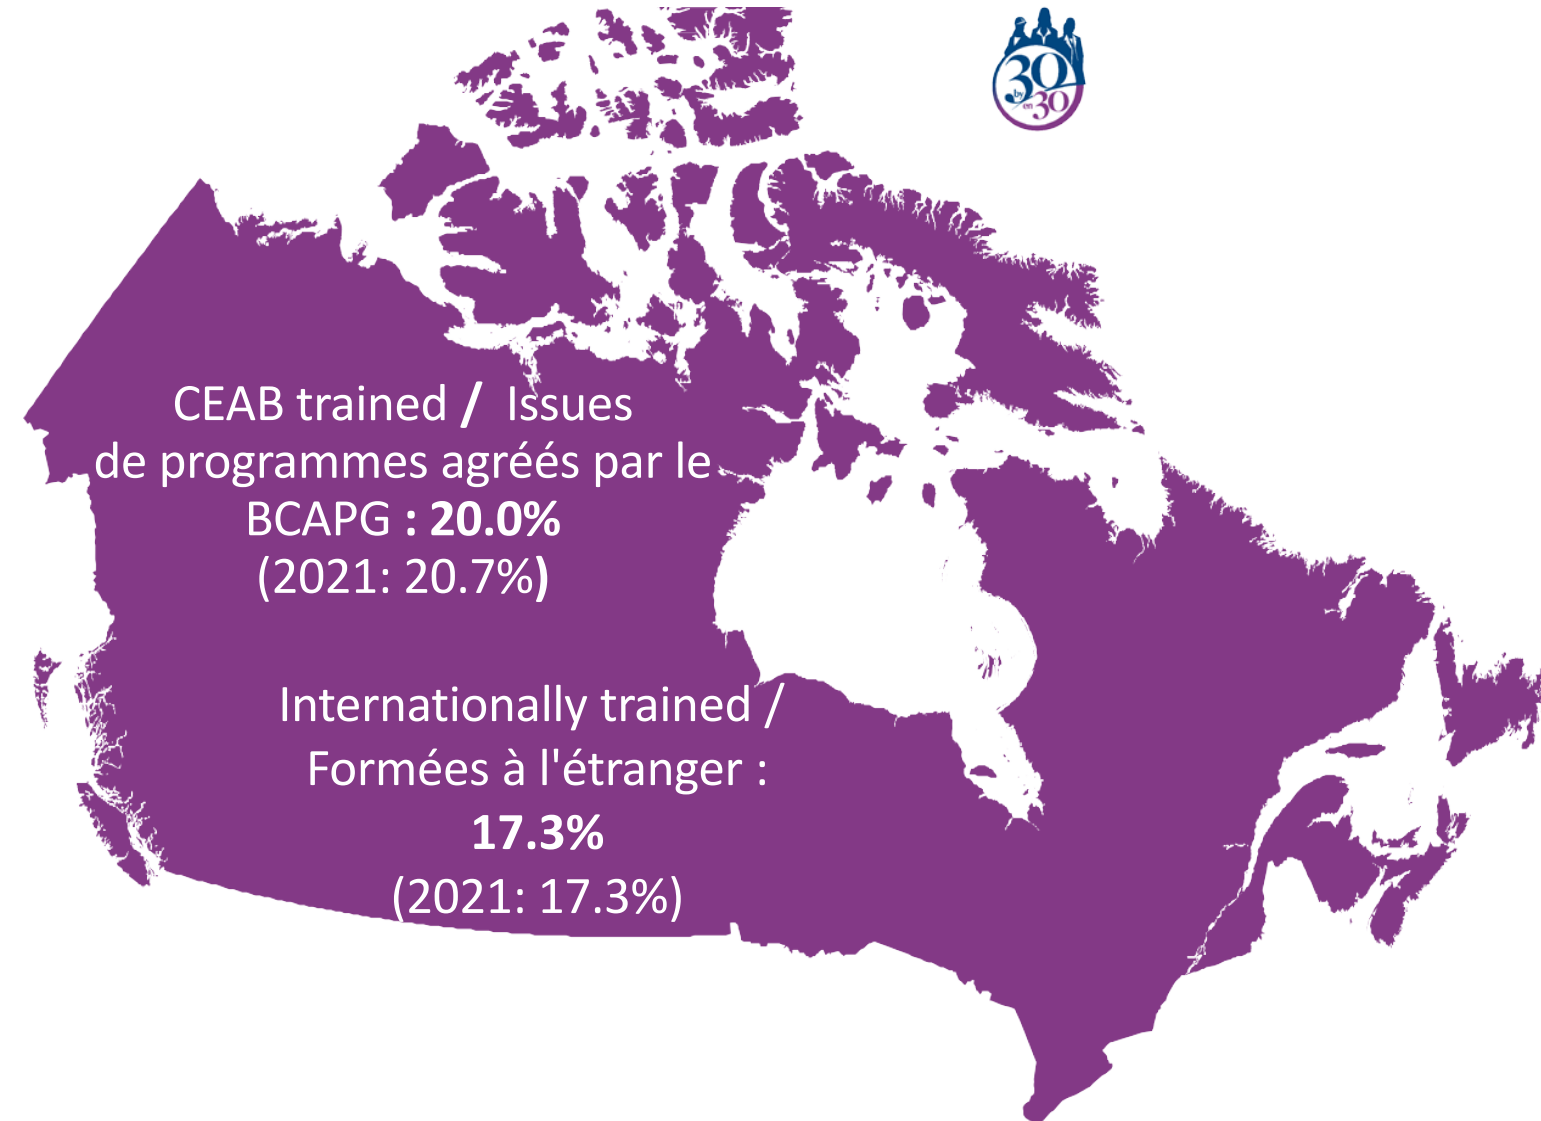 30
by
en
30
CEAB trained / Issues
de programmes agréés par le
BCAPG : 20.0%
(2021: 20.7%)
Internationally trained /
Formées à l'étranger :
17.3%
(2021: 17.3%)